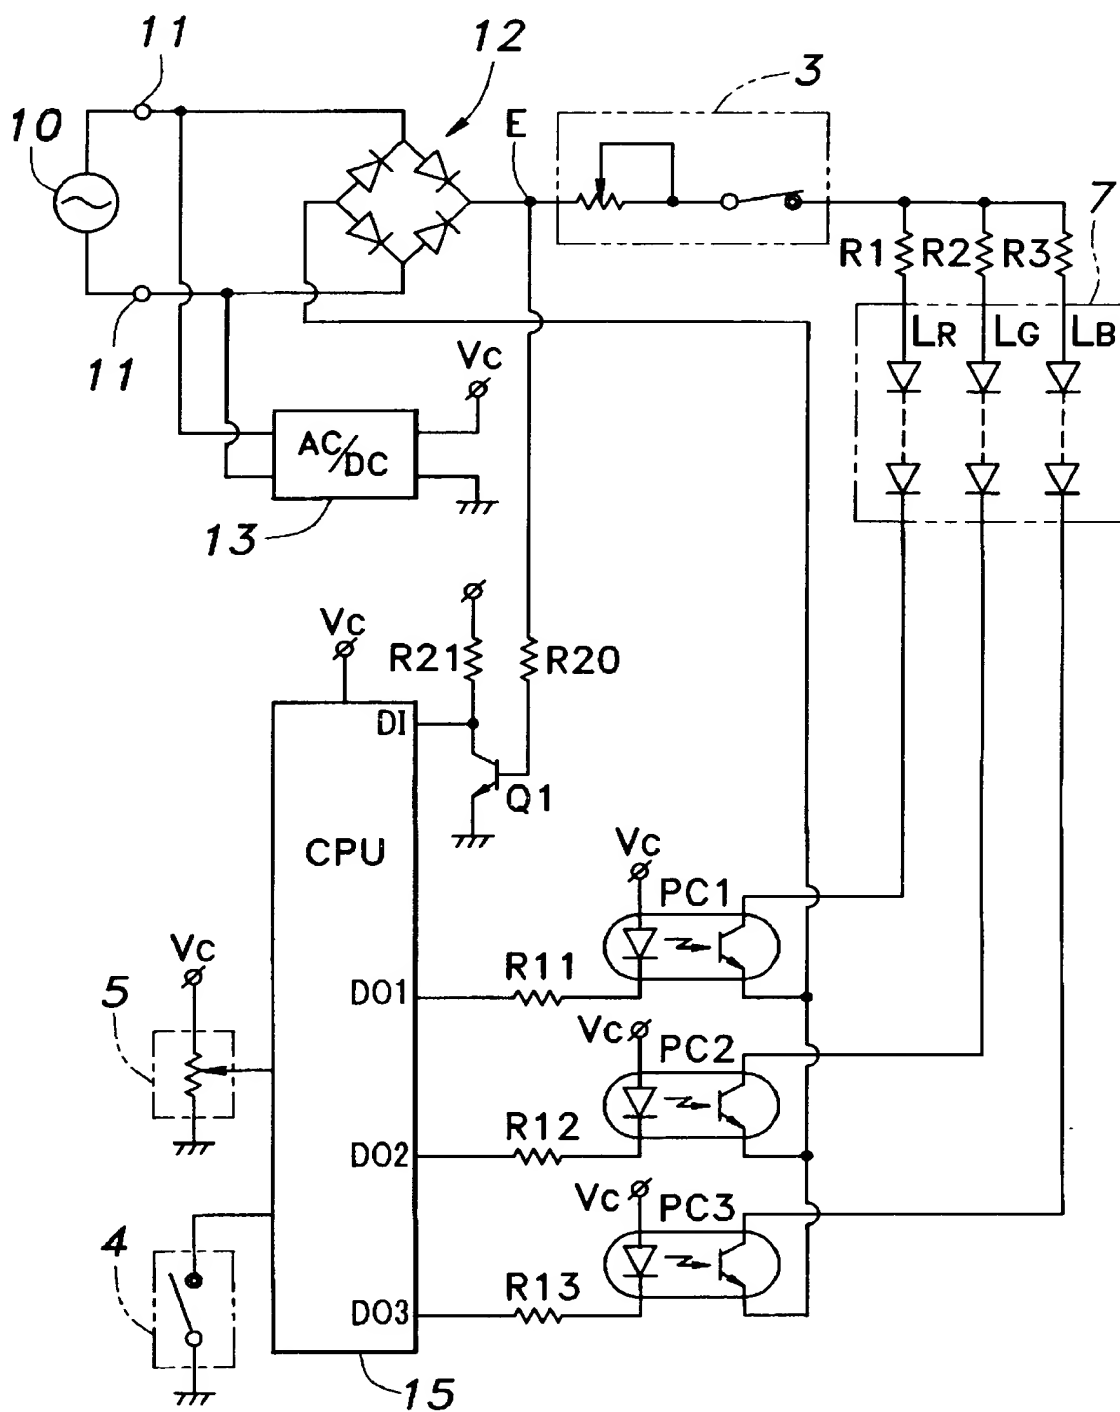 11
12
3
10
E
7
R1
R2
R3
LR
LG
LB
11
VC
AC/DC
13
VC
R21
R20
DI
Q1
CPU
VC
PC1
VC
5
R11
DO1
VC
PC2
R12
DO2
VC
PC3
4
R13
DO3
15